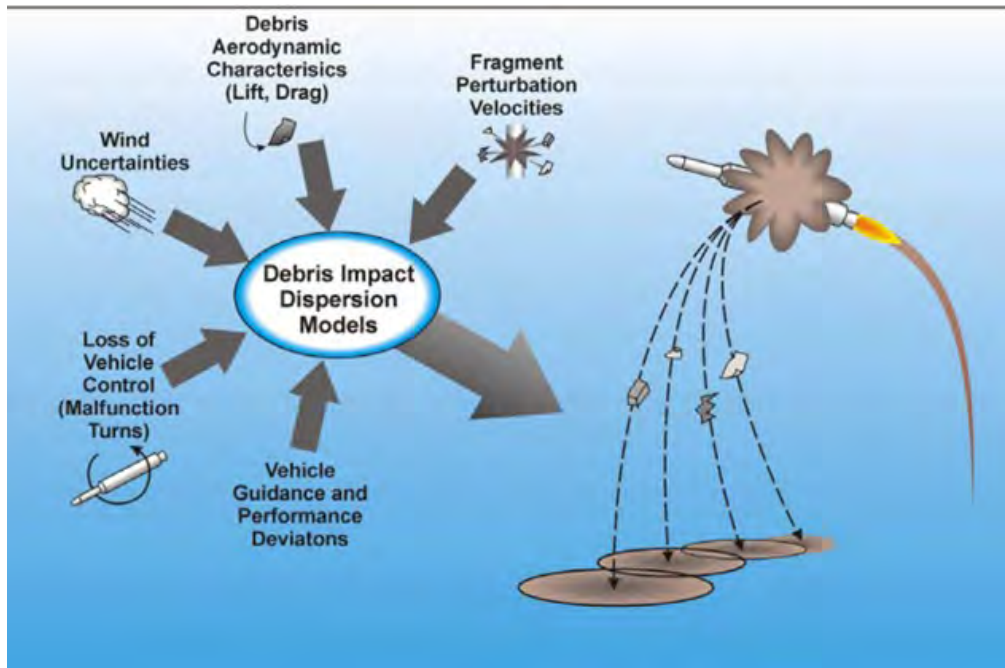 Debris
Aerodynamic
Characterisics
(Lift, Drag)
Fragment
Perturbation
Velocities
Wind
Uncertainties
Debris Impact
Dispersion
Models
Loss of
Vehicle
Control
(Malfunction
Turns)
Vehicle
Guidance and
Performance
Deviatons